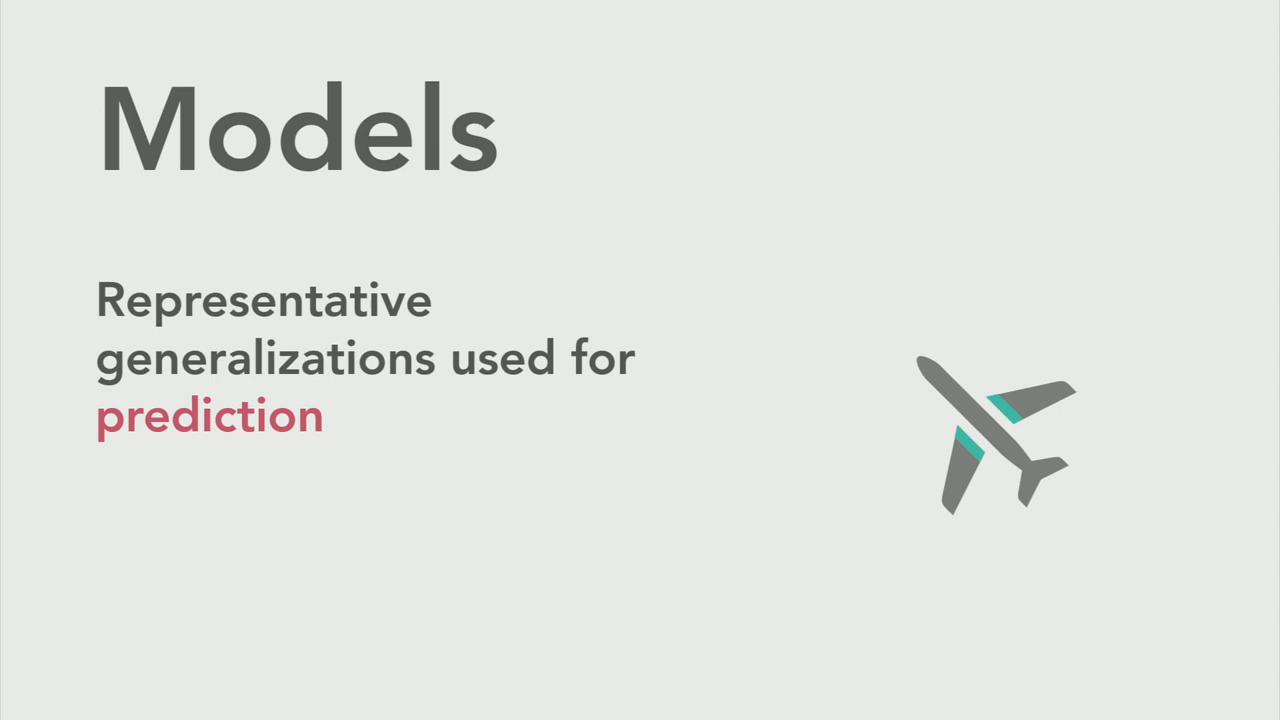 Models
Representative
generalizations used for
prediction